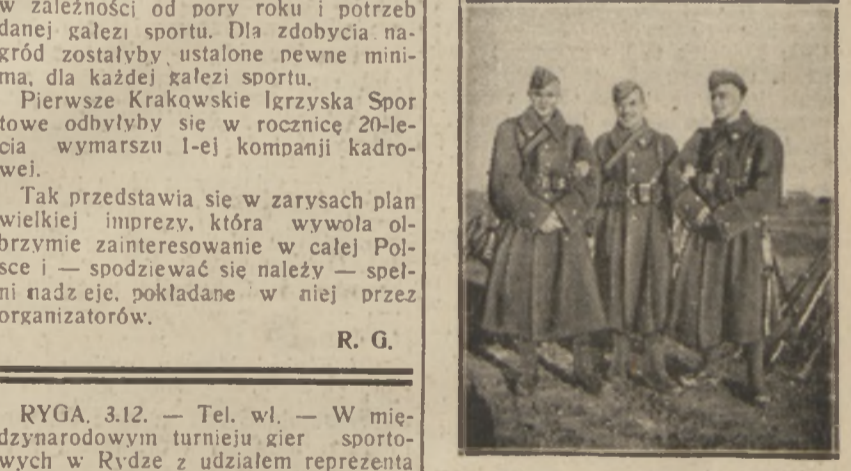 w zależności od pory roku i potrzeb
danej gałęzi sportu. Dla zdobycia na-
gród zostałyby ustalone pewne mini-
ma, dla każdej gałęzi sportu.
Pierwsze Krakowskie Igrzyska Spor
towe odbyłyby się w rocznicę 20-le-
cia wymarszu I-ej kompanji kadro-
wej.
Tak przedstawia się w zarysach plan
wielkiej imprezy, która wywoła ol-
brzymie zainteresowanie w całej Pol-
sce i — spodziewać się należy — speł-
ni nadz eje, pokładane w niej przez
organizatorów.
R. G.
RYGA, 3.12. — Tel. wł. — W mię-
dzynarodowym turnieju gier sporto-
wych w Rydze z udziałem reprezenta